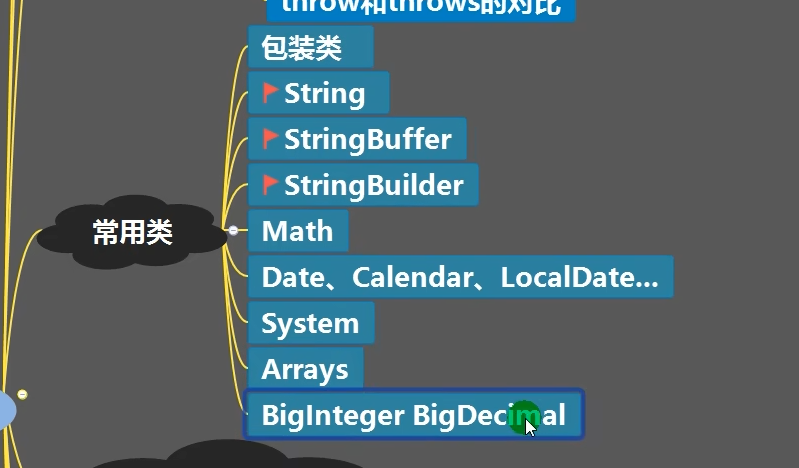 throw和throws的对比
包装类
String
StringBuffer
StringBuilder
常用类
Math
Date、Calendar、LocalDate...
System
Arrays
BigInteger BigDecimal